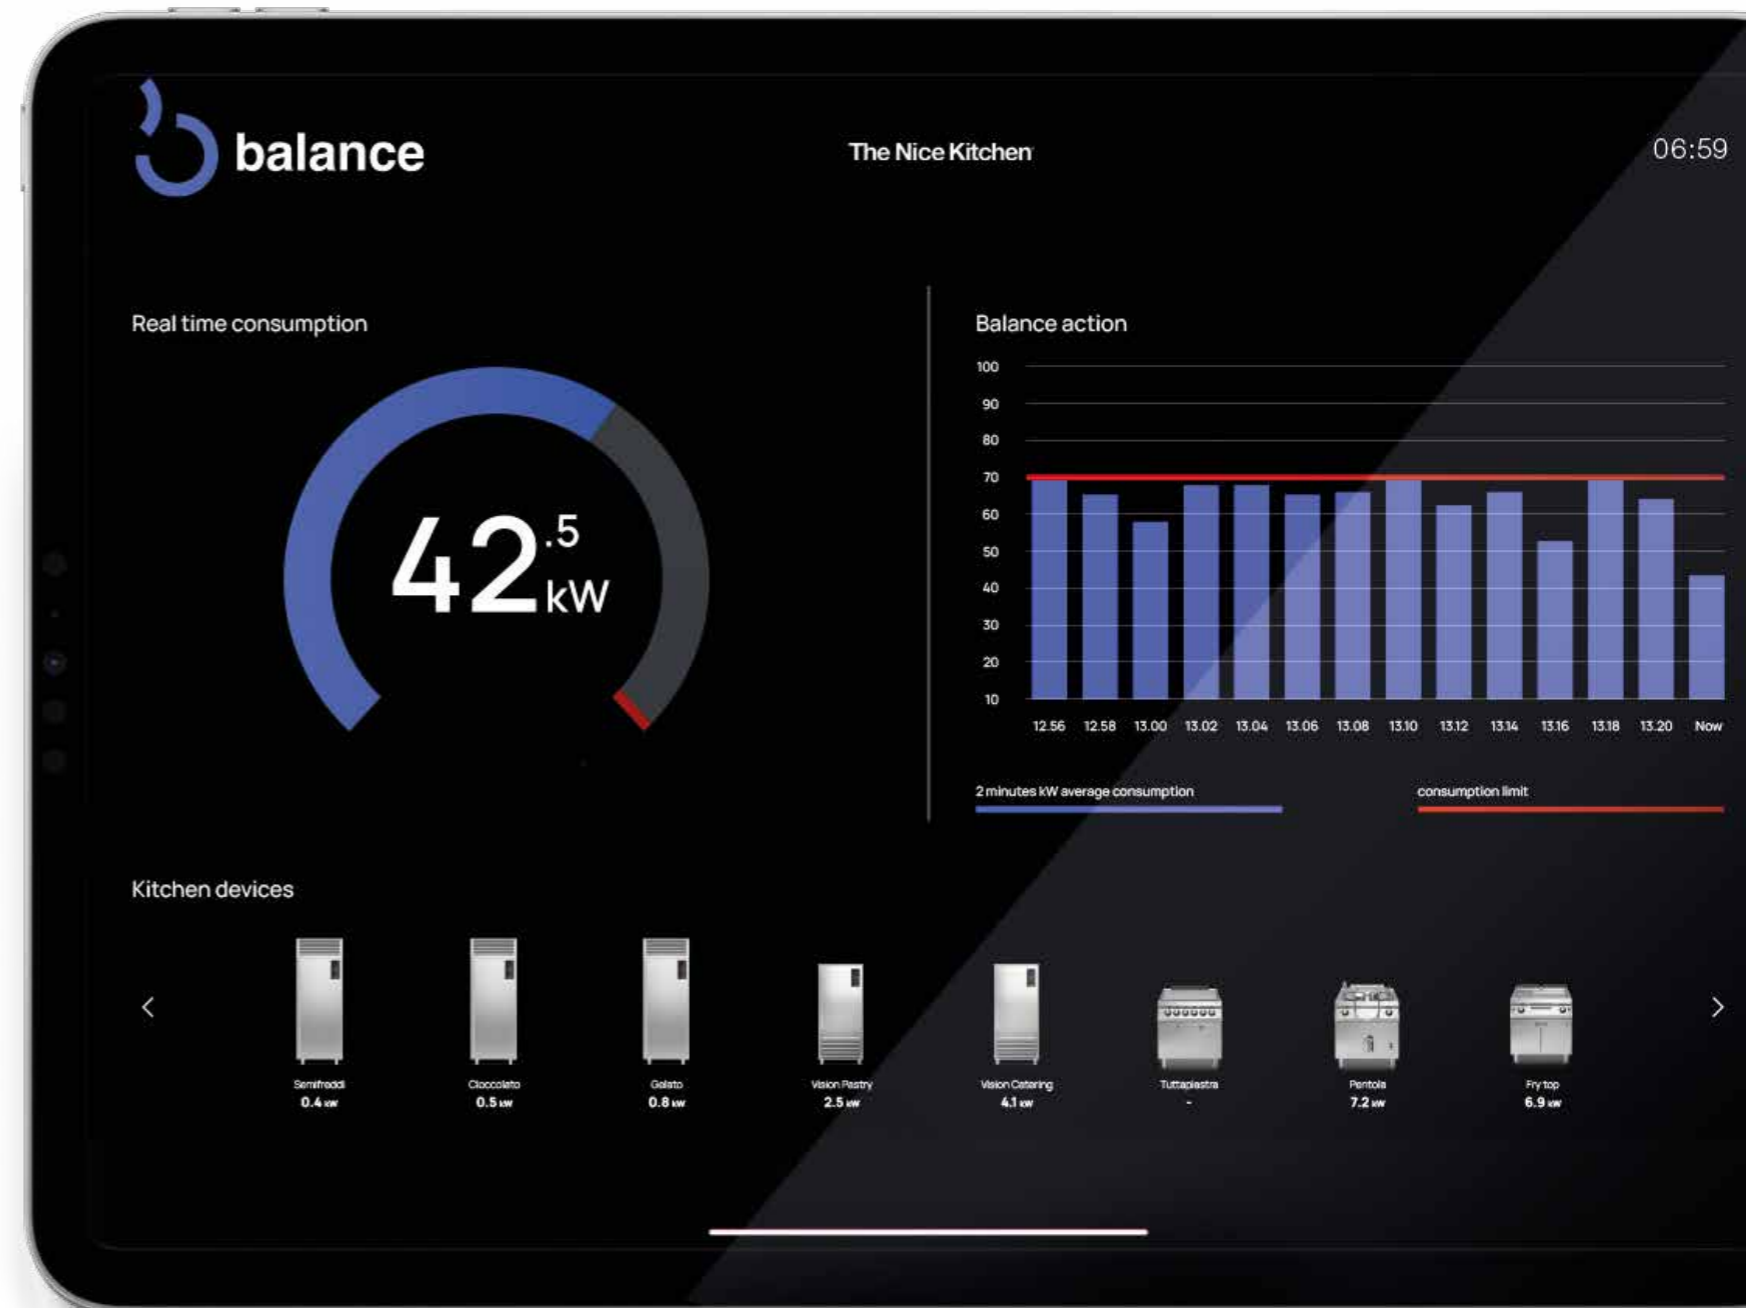 balance
The Nice Kitchen
06:59
Real time consumption
42.5 kW
Balance action
100
90
80
70
60
50
40
30
20
10
12.56 12.58 13.00 13.02 13.04 13.06 13.08 13.10 13.12 13.14 13.16 13.18 13.20 Now
2 minutes kW average consumption
consumption limit
Kitchen devices
Semifreddi
0.4 kW
Cioccolato
0.5 kW
Gelato
0.8 kW
Vision Pastry
2.5 kW
Vision Catering
4.1 kW
Tuttapiastra
-
Pentola
7.2 kW
Fry top
6.9 kW